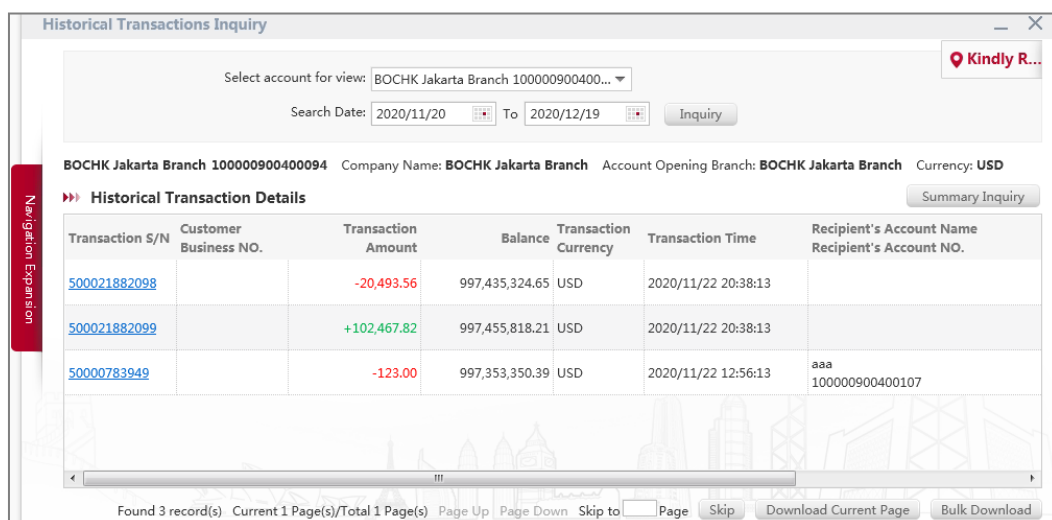 Historical Transactions Inquiry
Kindly R...
Select account for view: BOCHK Jakarta Branch 100000900400...
Search Date: 2020/11/20 To 2020/12/19 Inquiry
BOCHK Jakarta Branch 100000900400094 Company Name: BOCHK Jakarta Branch Account Opening Branch: BOCHK Jakarta Branch Currency: USD
Navigation Expansion
Historical Transaction Details Summary Inquiry
Transaction S/N Customer Business NO. Transaction Amount Balance Transaction Currency Transaction Time Recipient's Account Name Recipient's Account NO.
500021882098 -20,493.56 997,435,324.65 USD 2020/11/22 20:38:13
500021882099 +102,467.82 997,455,818.21 USD 2020/11/22 20:38:13
50000783949 -123.00 997,353,350.39 USD 2020/11/22 12:56:13 aaa
100000900400107
Found 3 record(s) Current 1 Page(s)/Total 1 Page(s) Page Up Page Down Skip to Page Skip Download Current Page Bulk Download